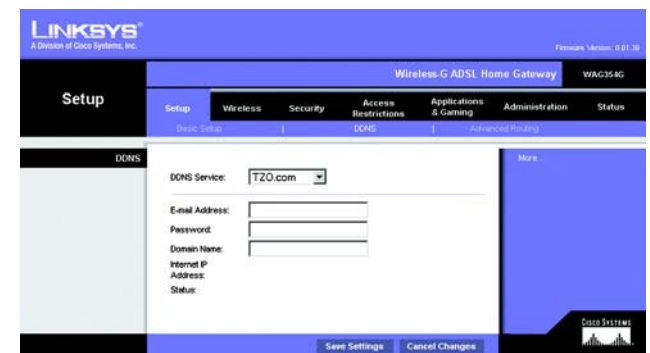 LINKSYS®
A Division of Cisco Systems, Inc.
Firmware Version: 0.01.30
Wireless-G ADSL Home Gateway WAG354G
Setup
Setup Wireless Security Access Restrictions Applications & Gaming Administration Status
Basic Setup | DDNS | Advanced Routing
DDNS
More...
DDNS Service: TZO.com
E-mail Address:
Password:
Domain Name:
Internet IP
Address:
Status:
CISCO SYSTEMS
Save Settings Cancel Changes